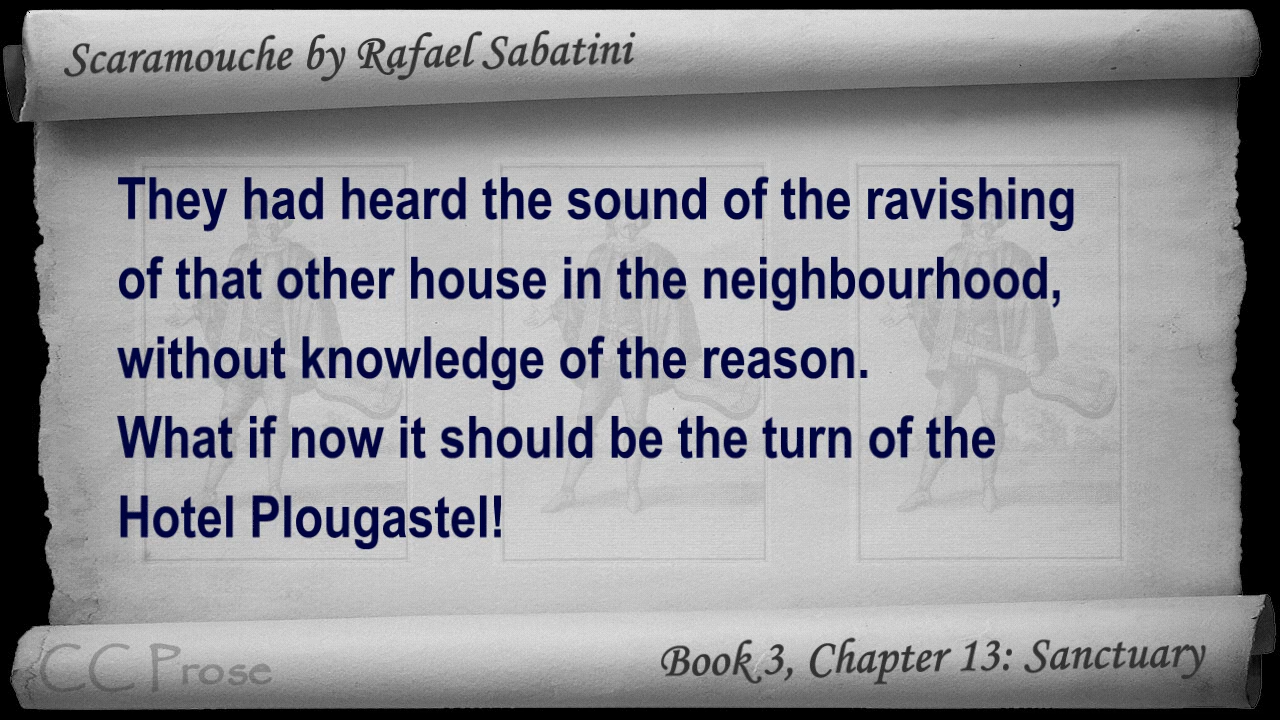 Scaramouche by Rafael Sabatini
They had heard the sound of the ravishing
of that other house in the neighbourhood,
without knowledge of the reason.
What if now it should be the turn of the
Hotel Plougastel!
CC Prose
Book 3, Chapter 13: Sanctuary